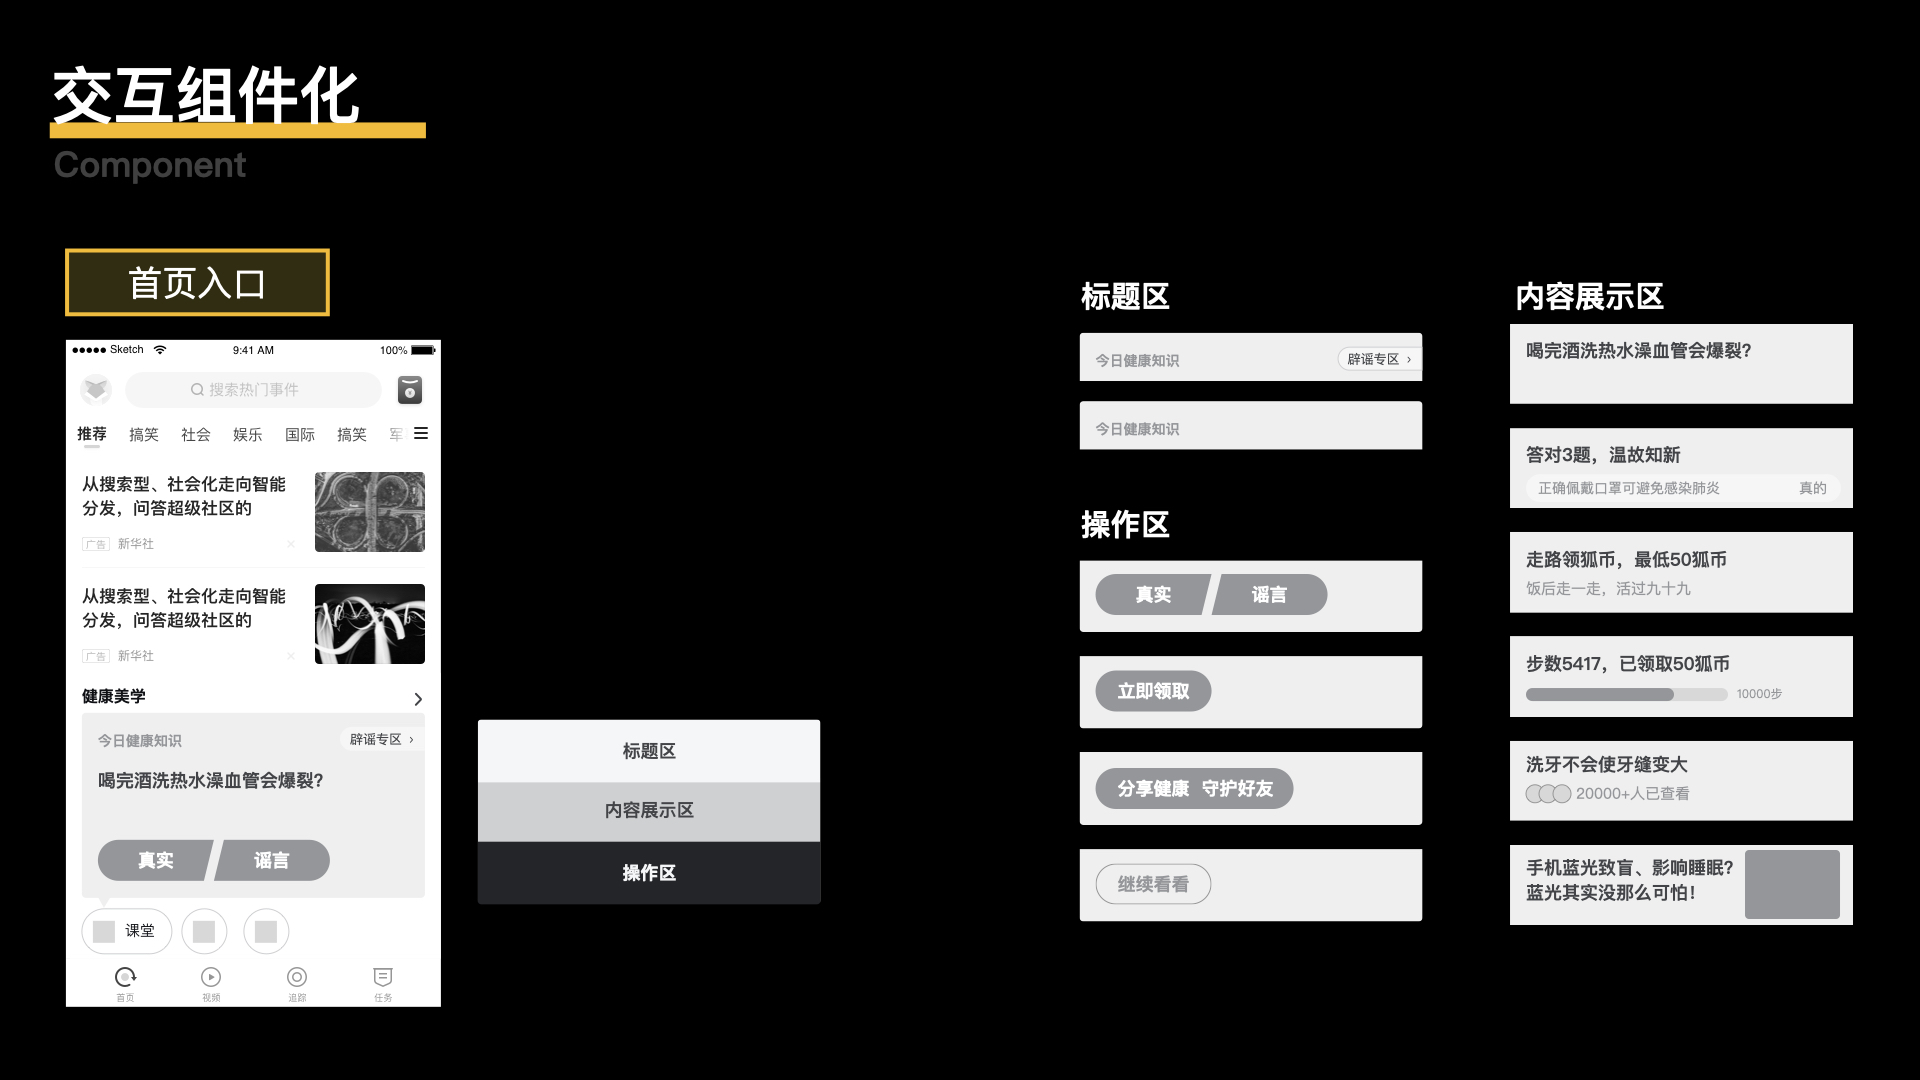 交互组件化
Component
首页入口
Sketch 9:41 AM 100%
搜索热门事件
推荐 搞笑 社会 娱乐 国际 搞笑 军
从搜索型、社会化走向智能
分发，问答超级社区的
广告 新华社
从搜索型、社会化走向智能
分发，问答超级社区的
广告 新华社
健康美学
今日健康知识 辟谣专区
喝完酒洗热水澡血管会爆裂?
真实 谣言
课堂
首页 视频 追踪 任务
标题区
内容展示区
操作区
标题区
今日健康知识 辟谣专区
今日健康知识
操作区
真实 谣言
立即领取
分享健康 守护好友
继续看看
内容展示区
喝完酒洗热水澡血管会爆裂?
答对3题，温故知新
正确佩戴口罩可避免感染肺炎 真的
走路领狐币，最低50狐币
饭后走一走，活过九十九
步数5417，已领取50狐币
10000步
洗牙不会使牙缝变大
20000+人已查看
手机蓝光致盲、影响睡眠?
蓝光其实没那么可怕！